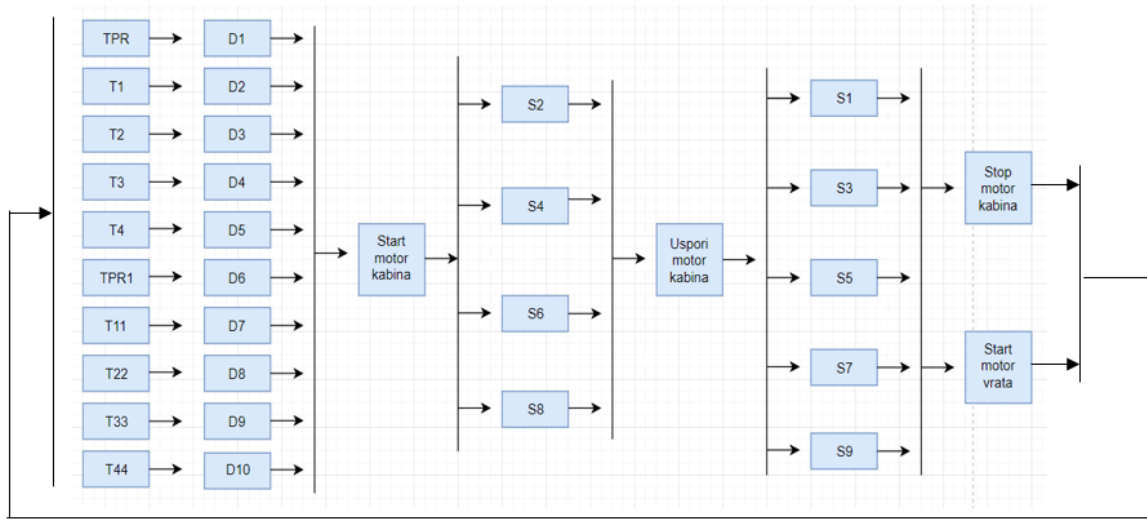 TPR
D1
T1
D2
T2
D3
T3
D4
T4
D5
TPR1
D6
T11
D7
T22
D8
T33
D9
T44
D10
Start
motor
kabina
S2
S4
S6
S8
Uspori
motor
kabina
S1
S3
S5
S7
S9
Stop
motor
kabina
Start
motor
vrata